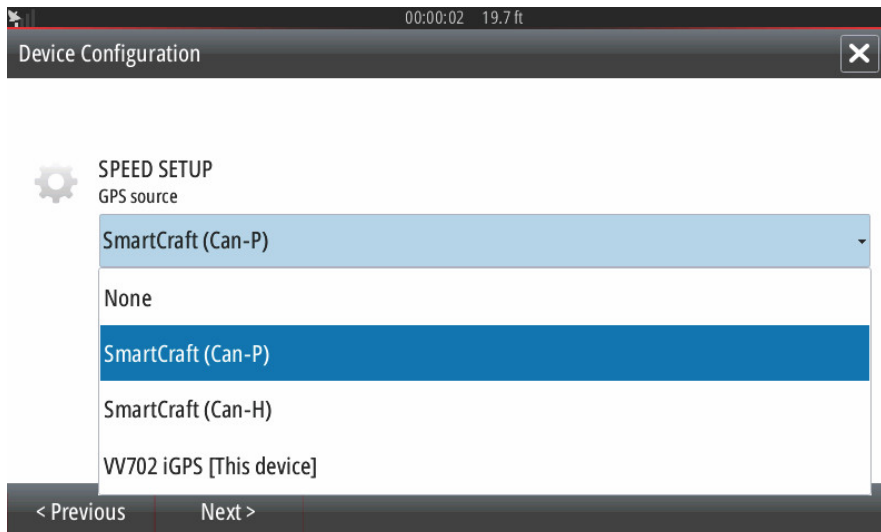 00:00:02 19.7 ft
Device Configuration
SPEED SETUP
GPS source
SmartCraft (Can-P)
None
SmartCraft (Can-P)
SmartCraft (Can-H)
VV702 iGPS [This device]
< Previous Next >